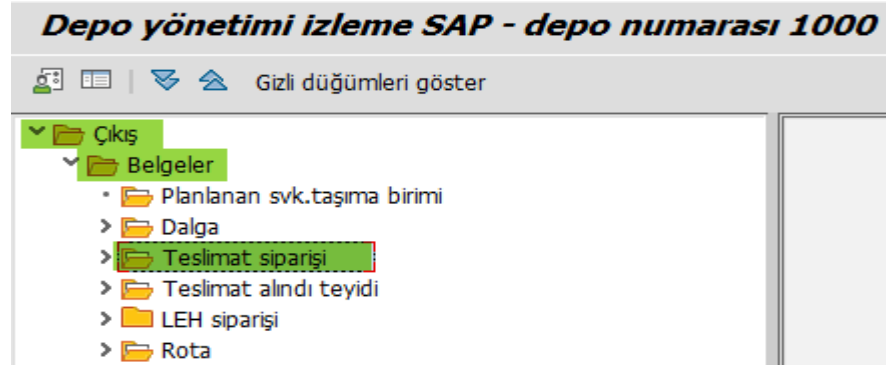 Depo yönetimi izleme SAP - depo numarası 1000
Gizli düğümleri göster
Çıkış
Belgeler
Planlanan svk.taşıma birimi
Dalga
Teslimat siparişi
Teslimat alındı teyidi
LEH siparişi
Rota